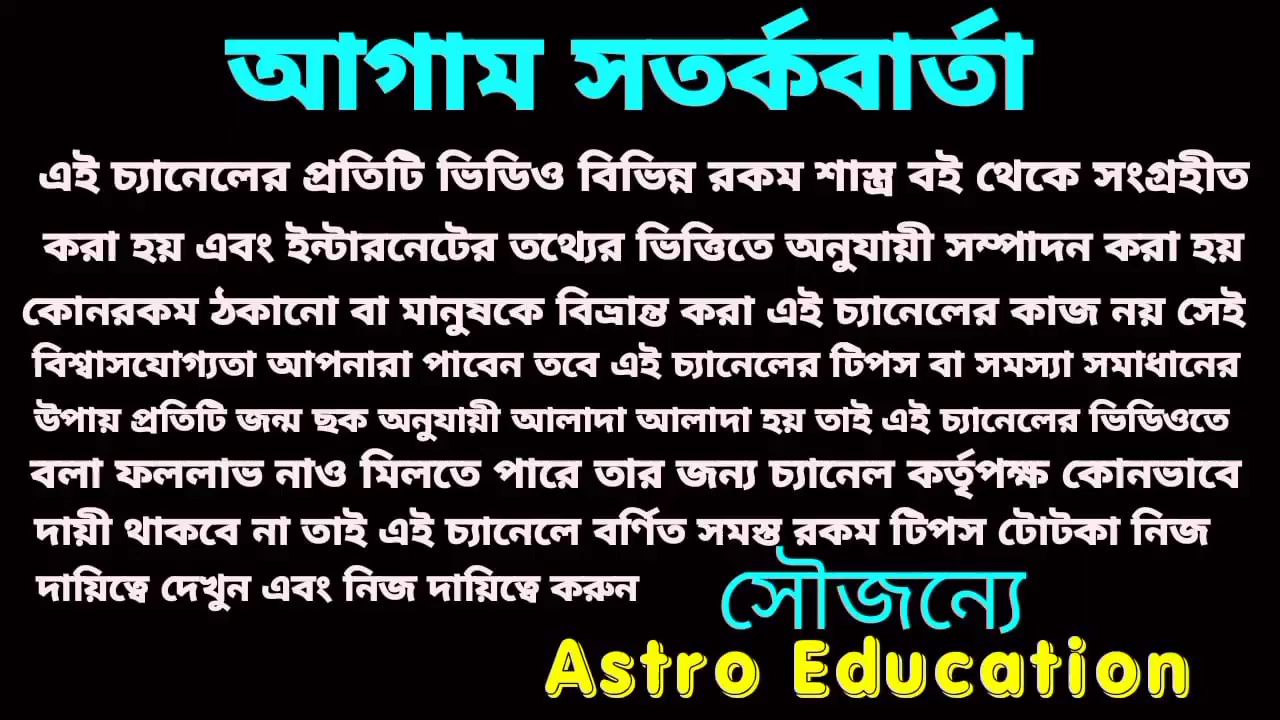 আগাম সতর্কবার্তা
এই চ্যানেলের প্রতিটি ভিডিও বিভিন্ন রকম শাস্ত্র বই থেকে সংগ্রহীত
করা হয় এবং ইন্টারনেটের তথ্যের ভিত্তিতে অনুযায়ী সম্পাদন করা হয়
কোনরকম ঠকানো বা মানুষকে বিভ্রান্ত করা এই চ্যানেলের কাজ নয় সেই
বিশ্বাসযোগ্যতা আপনারা পাবেন তবে এই চ্যানেলের টিপস বা সমস্যা সমাধানের
উপায় প্রতিটি জন্ম ছক অনুযায়ী আলাদা আলাদা হয় তাই এই চ্যানেলের ভিডিওতে
বলা ফললাভ নাও মিলতে পারে তার জন্য চ্যানেল কর্তৃপক্ষ কোনভাবে
দায়ী থাকবে না তাই এই চ্যানেলে বর্ণিত সমস্ত রকম টিপস টোটকা নিজ
দায়িত্বে দেখুন এবং নিজ দায়িত্বে করুন
সৌজন্যে
Astro Education